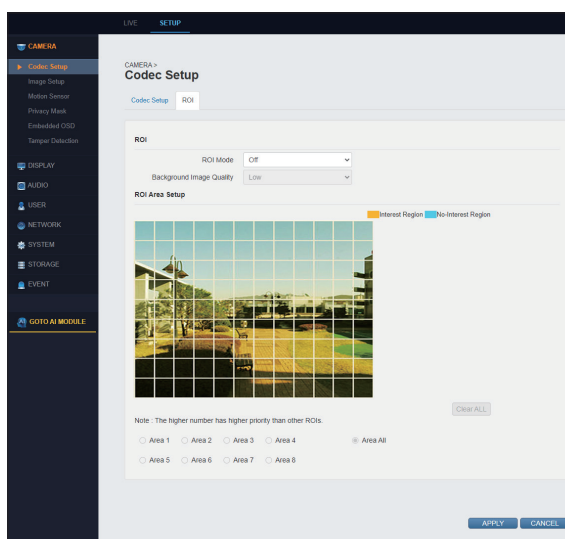 LIVE SETUP
CAMERA
Codec Setup
Image Setup
Motion Sensor
Privacy Mask
Embedded OSD
Tamper Detection
DISPLAY
AUDIO
USER
NETWORK
SYSTEM
STORAGE
EVENT
GOTO AI MODULE
CAMERA >
Codec Setup
Codec Setup ROI
ROI
ROI Mode Off
Background Image Quality Low
ROI Area Setup
Interest Region No-Interest Region
Clear ALL
Note : The higher number has higher priority than other ROIs.
Area 1 Area 2 Area 3 Area 4 Area All
Area 5 Area 6 Area 7 Area 8
APPLY CANCEL